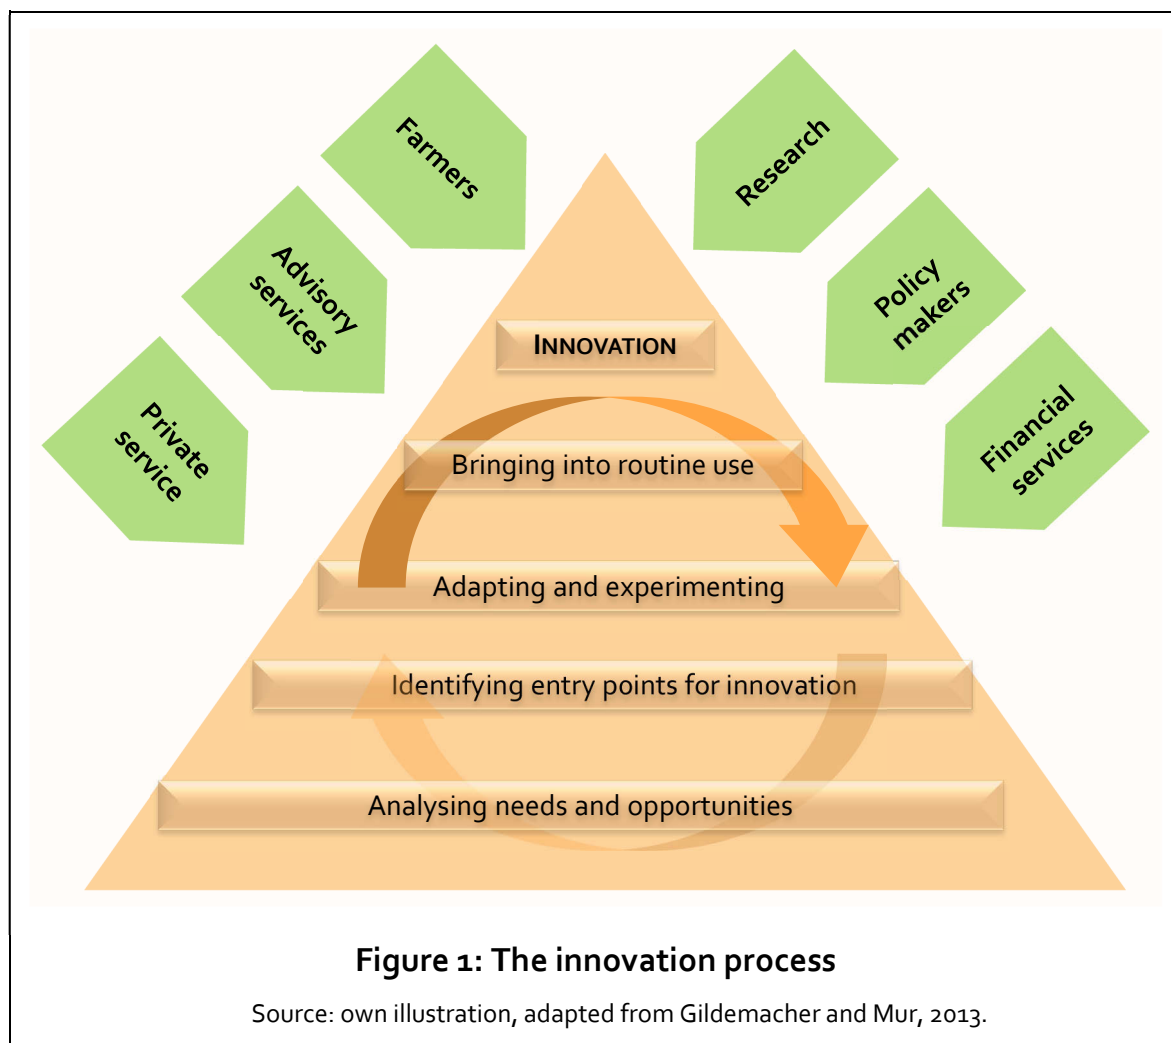 Farmers
Research
Advisory
services
Policy
makers
Private
service
Financial
services
INNOVATION
Bringing into routine use
Adapting and experimenting
Identifying entry points for innovation
Analysing needs and opportunities
Figure 1: The innovation process
Source: own illustration, adapted from Gildemacher and Mur, 2013.